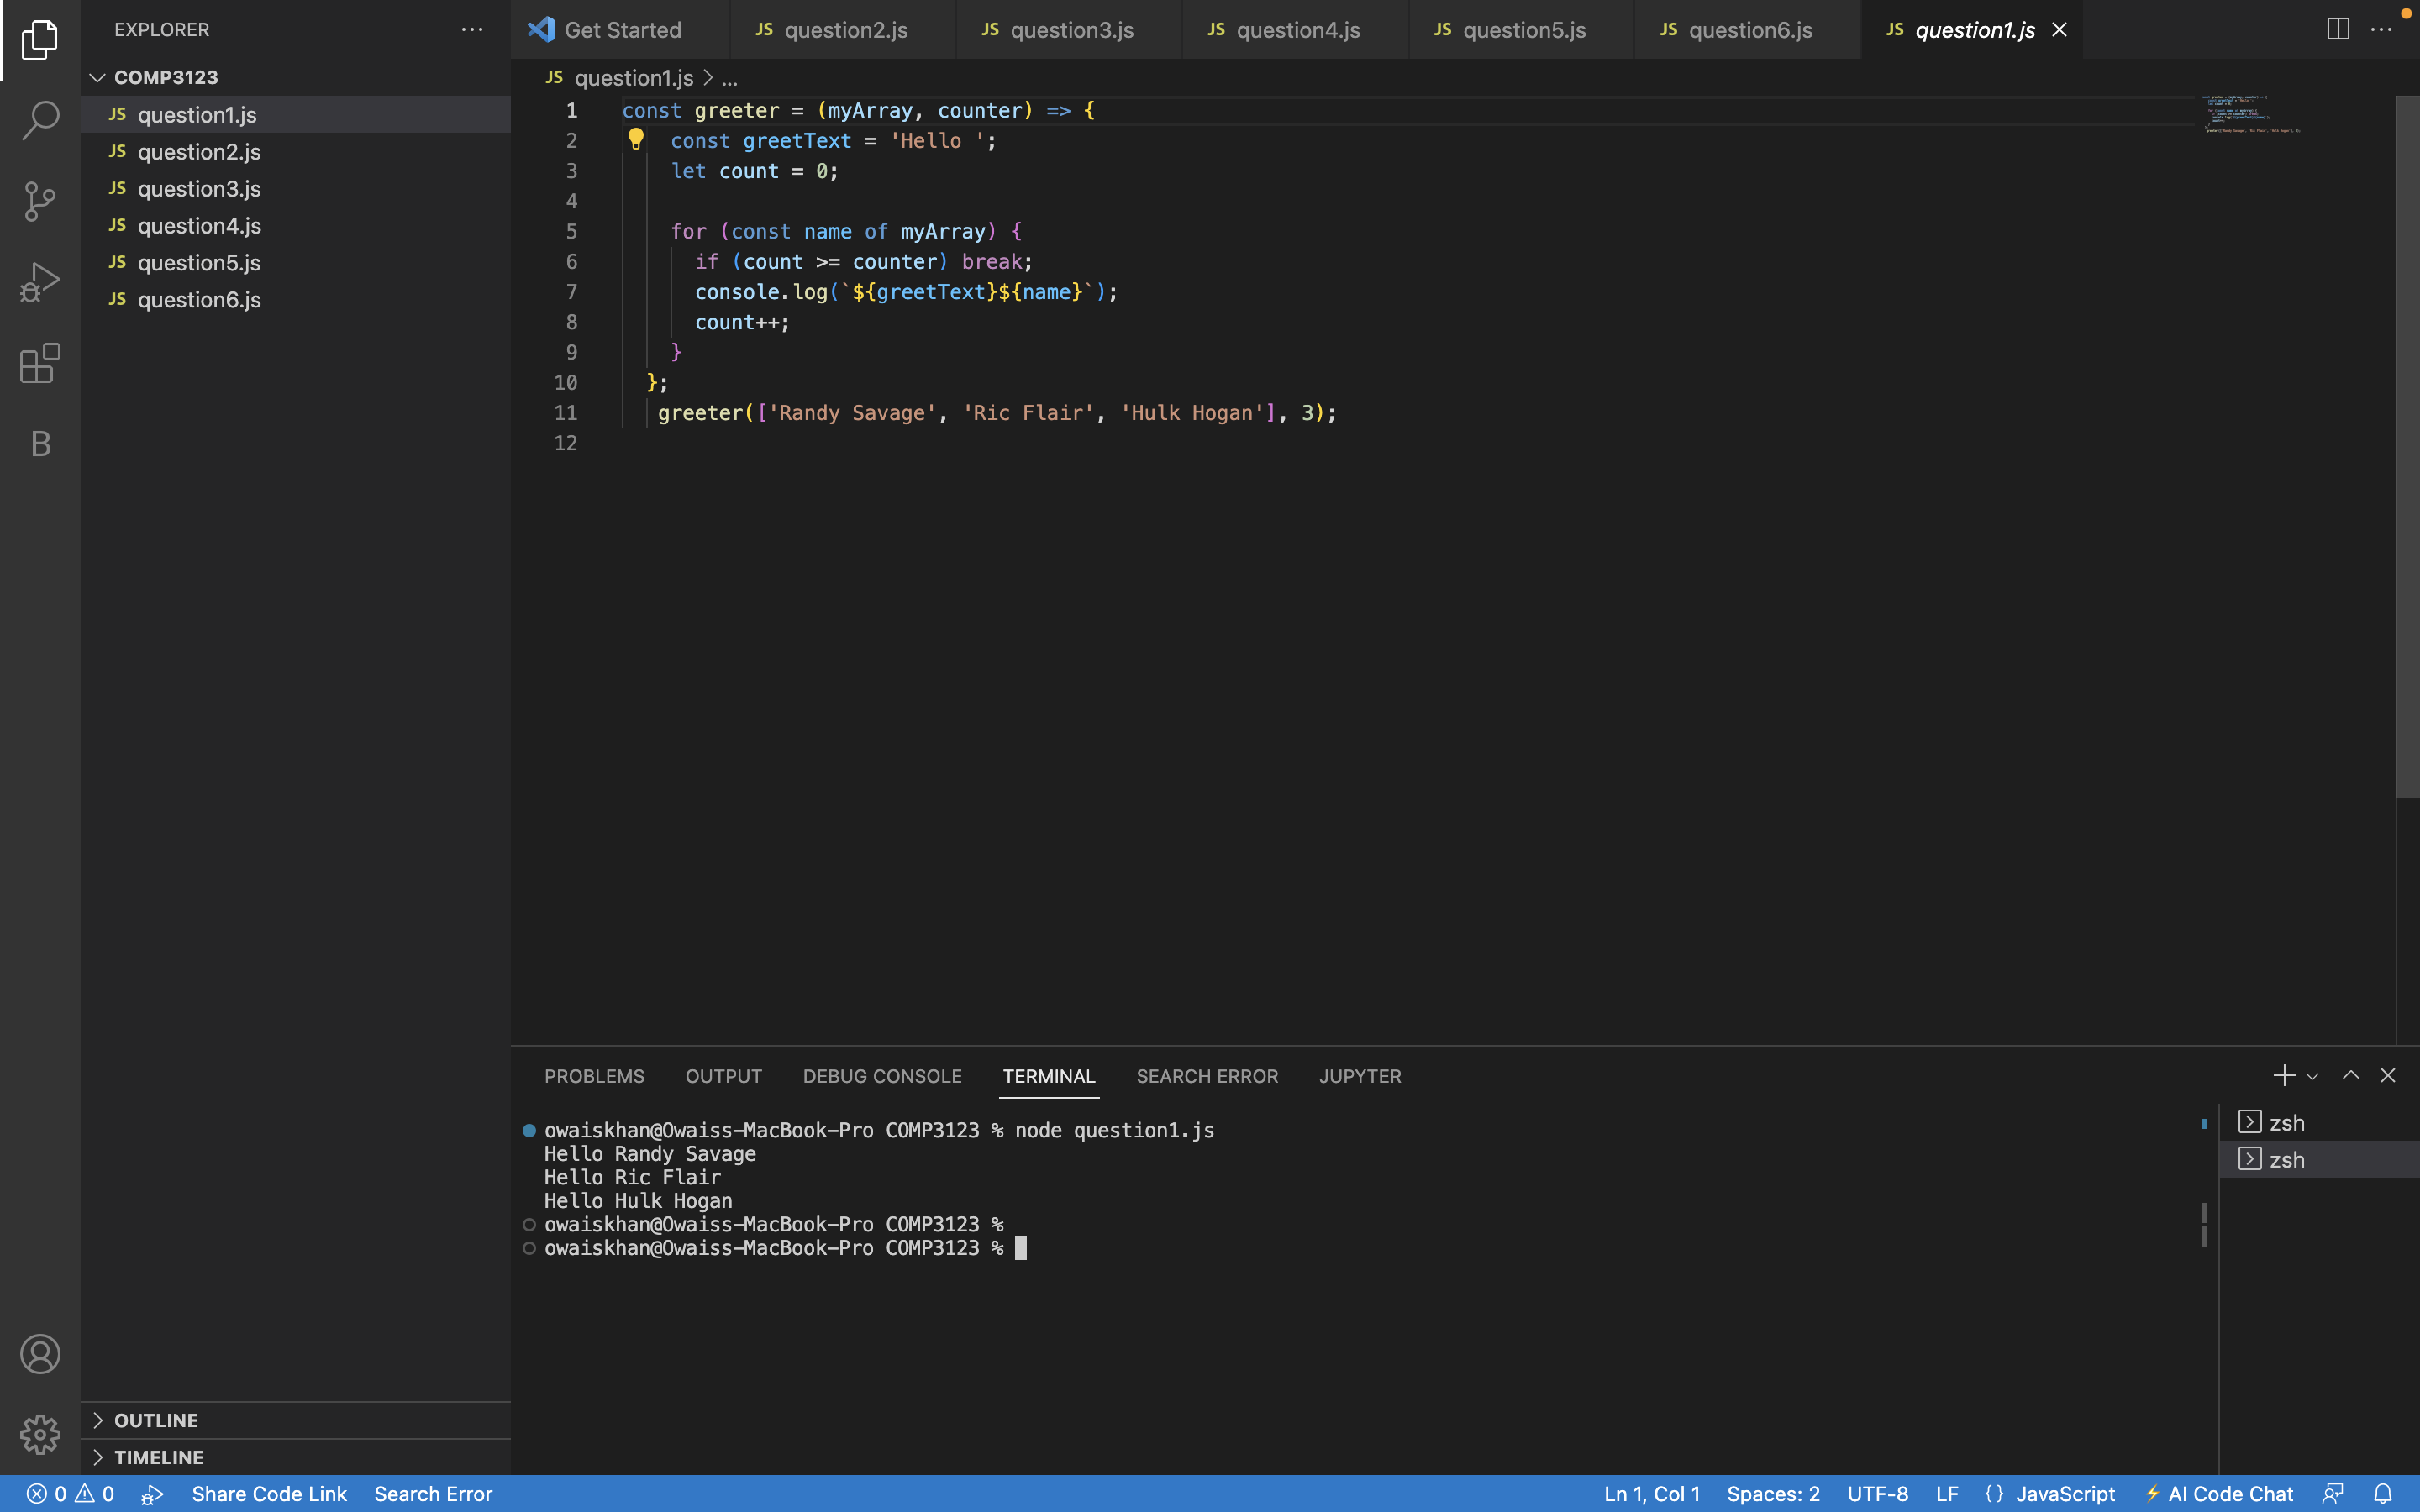 EXPLORER
COMP3123
JS question1.js
JS question2.js
JS question3.js
JS question4.js
JS question5.js
JS question6.js
B
OUTLINE
TIMELINE
Get Started
JS question2.js
JS question3.js
JS question4.js
JS question5.js
JS question6.js
JS question1.js
JS question1.js > ...
1 const greeter = (myArray, counter) => {
2 const greetText = 'Hello ';
3 let count = 0;
4
5 for (const name of myArray) {
6 if (count >= counter) break;
7 console.log(`${greetText}${name}`);
8 count++;
9 }
10 };
11 greeter(['Randy Savage', 'Ric Flair', 'Hulk Hogan'], 3);
12
PROBLEMS OUTPUT DEBUG CONSOLE TERMINAL SEARCH ERROR JUPYTER
owaiskhan@Owaiss-MacBook-Pro COMP3123 % node question1.js
Hello Randy Savage
Hello Ric Flair
Hello Hulk Hogan
owaiskhan@Owaiss-MacBook-Pro COMP3123 %
owaiskhan@Owaiss-MacBook-Pro COMP3123 %
zsh
zsh
0 0 Share Code Link Search Error Ln 1, Col 1 Spaces: 2 UTF-8 LF {} JavaScript AI Code Chat